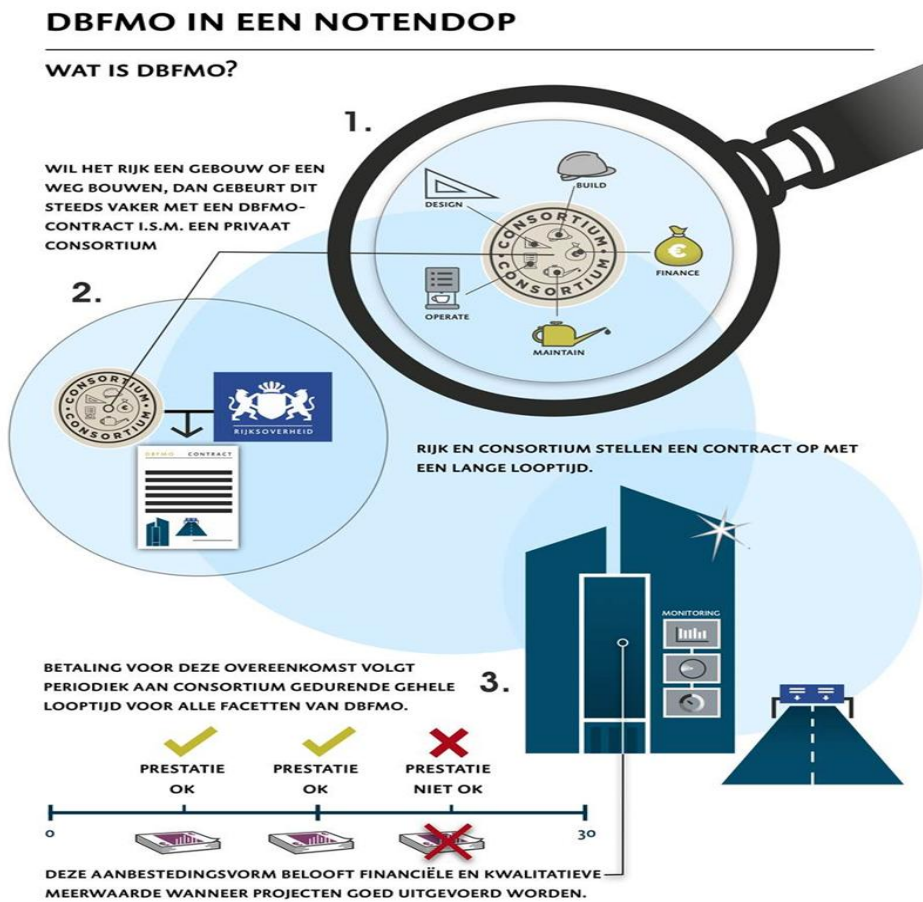 DBFMO IN EEN NOTENDOP
WAT IS DBFMO?
1.
WIL HET RIJK EEN GEBOUW OF EEN
WEG BOUWEN, DAN GEBEURT DIT
STEEDS VAKER MET EEN DBFMO-
CONTRACT I.S.M. EEN PRIVAAT
CONSORTIUM
DESIGN
BUILD
CONSORTIUM
CONSORTIUM
€
FINANCE
OPERATE
MAINTAIN
2.
CONSORTIUM
CONSORTIUM
RIJKSOVERHEID
DBFMO CONTRACT
RIJK EN CONSORTIUM STELLEN EEN CONTRACT OP MET
EEN LANGE LOOPTIJD.
MONITORING
3.
BETALING VOOR DEZE OVEREENKOMST VOLGT
PERIODIEK AAN CONSORTIUM GEDURENDE GEHELE
LOOPTIJD VOOR ALLE FACETTEN VAN DBFMO.
PRESTATIE
OK
PRESTATIE
OK
PRESTATIE
NIET OK
0
30
DEZE AANBESTEDINGSVORM BELOOFT FINANCIËLE EN KWALITATIEVE
MEERWAARDE WANNEER PROJECTEN GOED UITGEVOERD WORDEN.